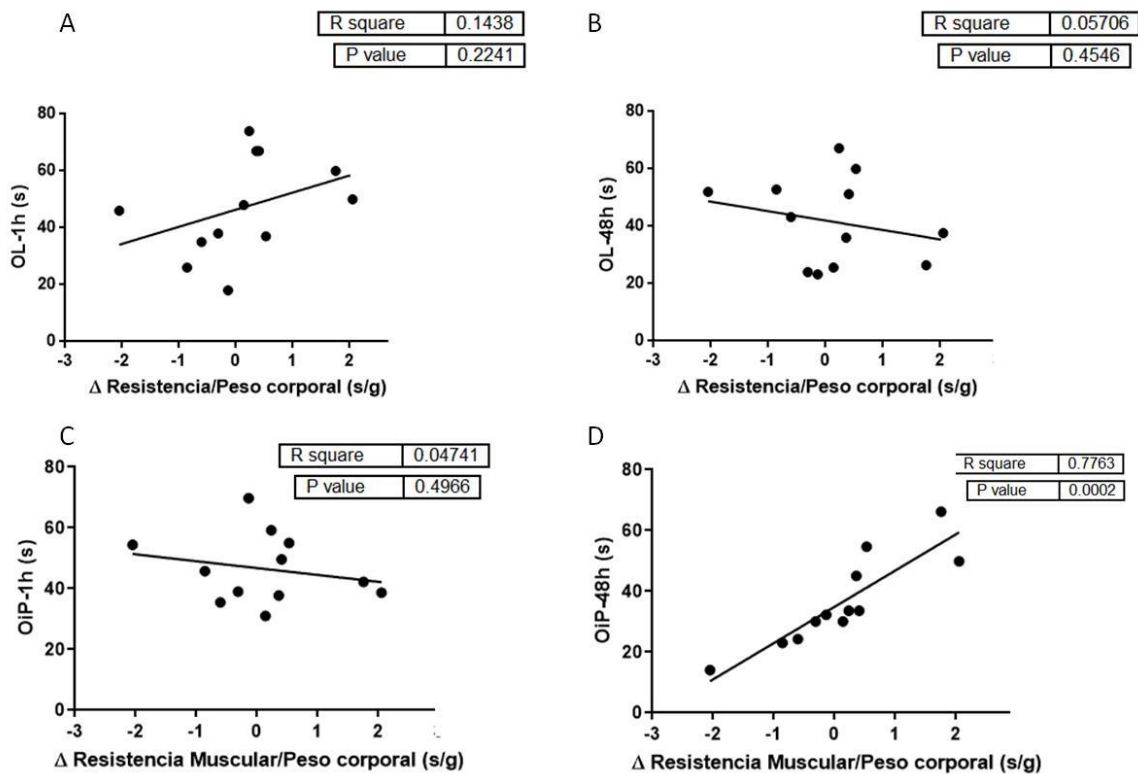 A
R square 0.1438
P value 0.2241
OL-1h (s)
80
60
40
20
0
-3 -2 -1 0 1 2
Δ Resistencia/Peso corporal (s/g)
B
R square 0.05706
P value 0.4546
OL-48h (s)
80
60
40
20
0
-3 -2 -1 0 1 2
Δ Resistencia/Peso corporal (s/g)
C
R square 0.04741
P value 0.4966
OiP-1h (s)
80
60
40
20
0
-3 -2 -1 0 1 2
Δ Resistencia Muscular/Peso corporal (s/g)
D
R square 0.7763
P value 0.0002
OiP-48h (s)
80
60
40
20
0
-3 -2 -1 0 1 2
Δ Resistencia Muscular/Peso corporal (s/g)